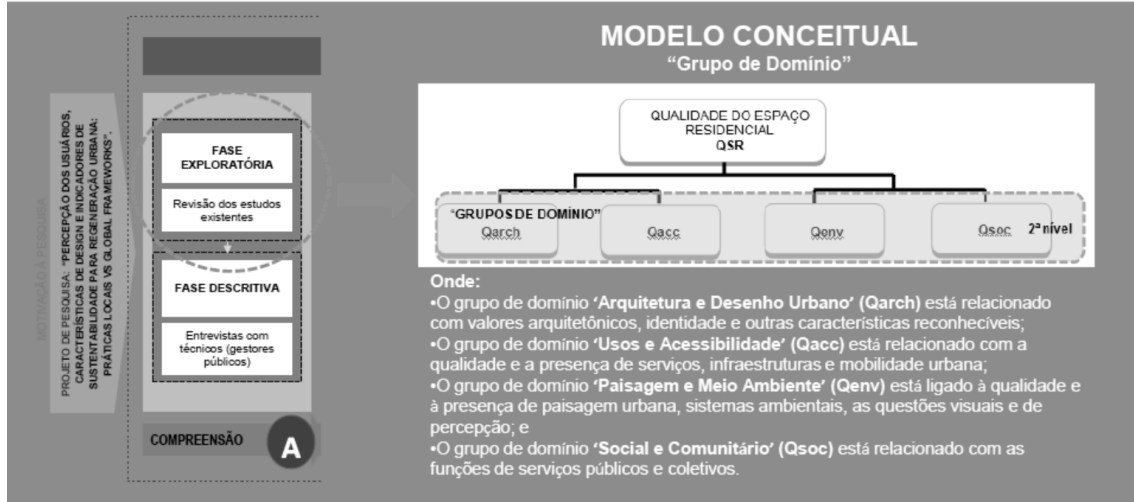 MOTIVAÇÃO À PESQUISA
PROJETO DE PESQUISA: "PERCEPÇÃO DOS USUÁRIOS,
CARACTERÍSTICAS DE DESIGN E INDICADORES DE
SUSTENTABILIDADE PARA REGENERAÇÃO URBANA:
PRÁTICAS LOCAIS VS GLOBAL FRAMEWORKS".
FASE
EXPLORATÓRIA
Revisão dos estudos
existentes
FASE DESCRITIVA
Entrevistas com
técnicos (gestores
públicos)
COMPREENSÃO
A
MODELO CONCEITUAL
“Grupo de Domínio”
QUALIDADE DO ESPAÇO
RESIDENCIAL
QSR
“GRUPOS DE DOMÍNIO”
Qarch
Qacc
Qenv
Qsoc
2ª nível
Onde:
•O grupo de domínio ‘Arquitetura e Desenho Urbano’ (Qarch) está relacionado
com valores arquitetônicos, identidade e outras características reconhecíveis;
•O grupo de domínio ‘Usos e Acessibilidade’ (Qacc) está relacionado com a
qualidade e a presença de serviços, infraestruturas e mobilidade urbana;
•O grupo de domínio ‘Paisagem e Meio Ambiente’ (Qenv) está ligado à qualidade e
à presença de paisagem urbana, sistemas ambientais, as questões visuais e de
percepção; e
•O grupo de domínio ‘Social e Comunitário’ (Qsoc) está relacionado com as
funções de serviços públicos e coletivos.